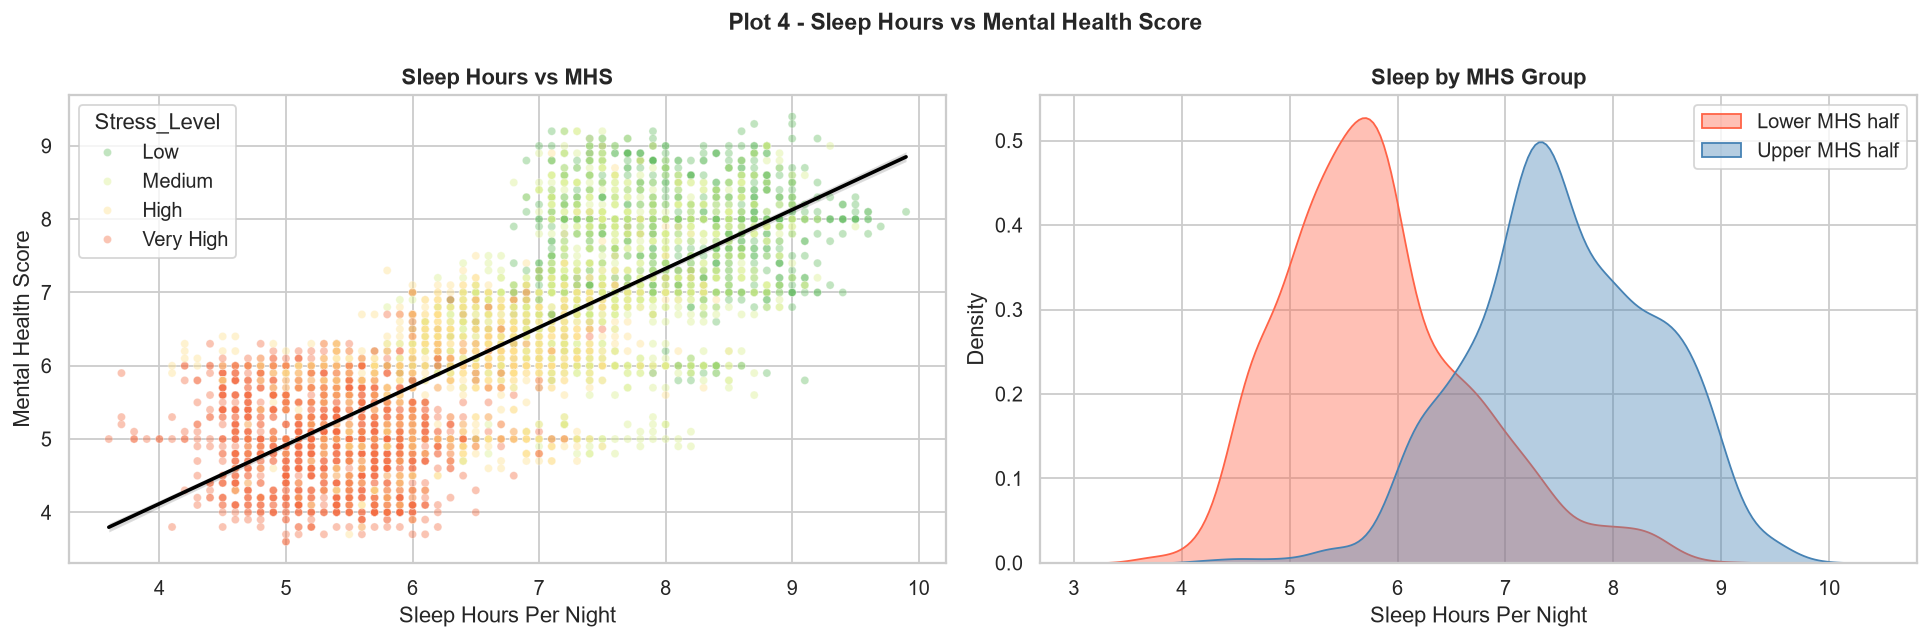 Plot 4 - Sleep Hours vs Mental Health Score
Sleep Hours vs MHS
Stress_Level
Low
Medium
High
Very High
9
8
7
6
5
4
Mental Health Score
4 5 6 7 8 9 10
Sleep Hours Per Night
Sleep by MHS Group
Lower MHS half
Upper MHS half
0.5
0.4
0.3
0.2
0.1
0.0
Density
3 4 5 6 7 8 9 10
Sleep Hours Per Night